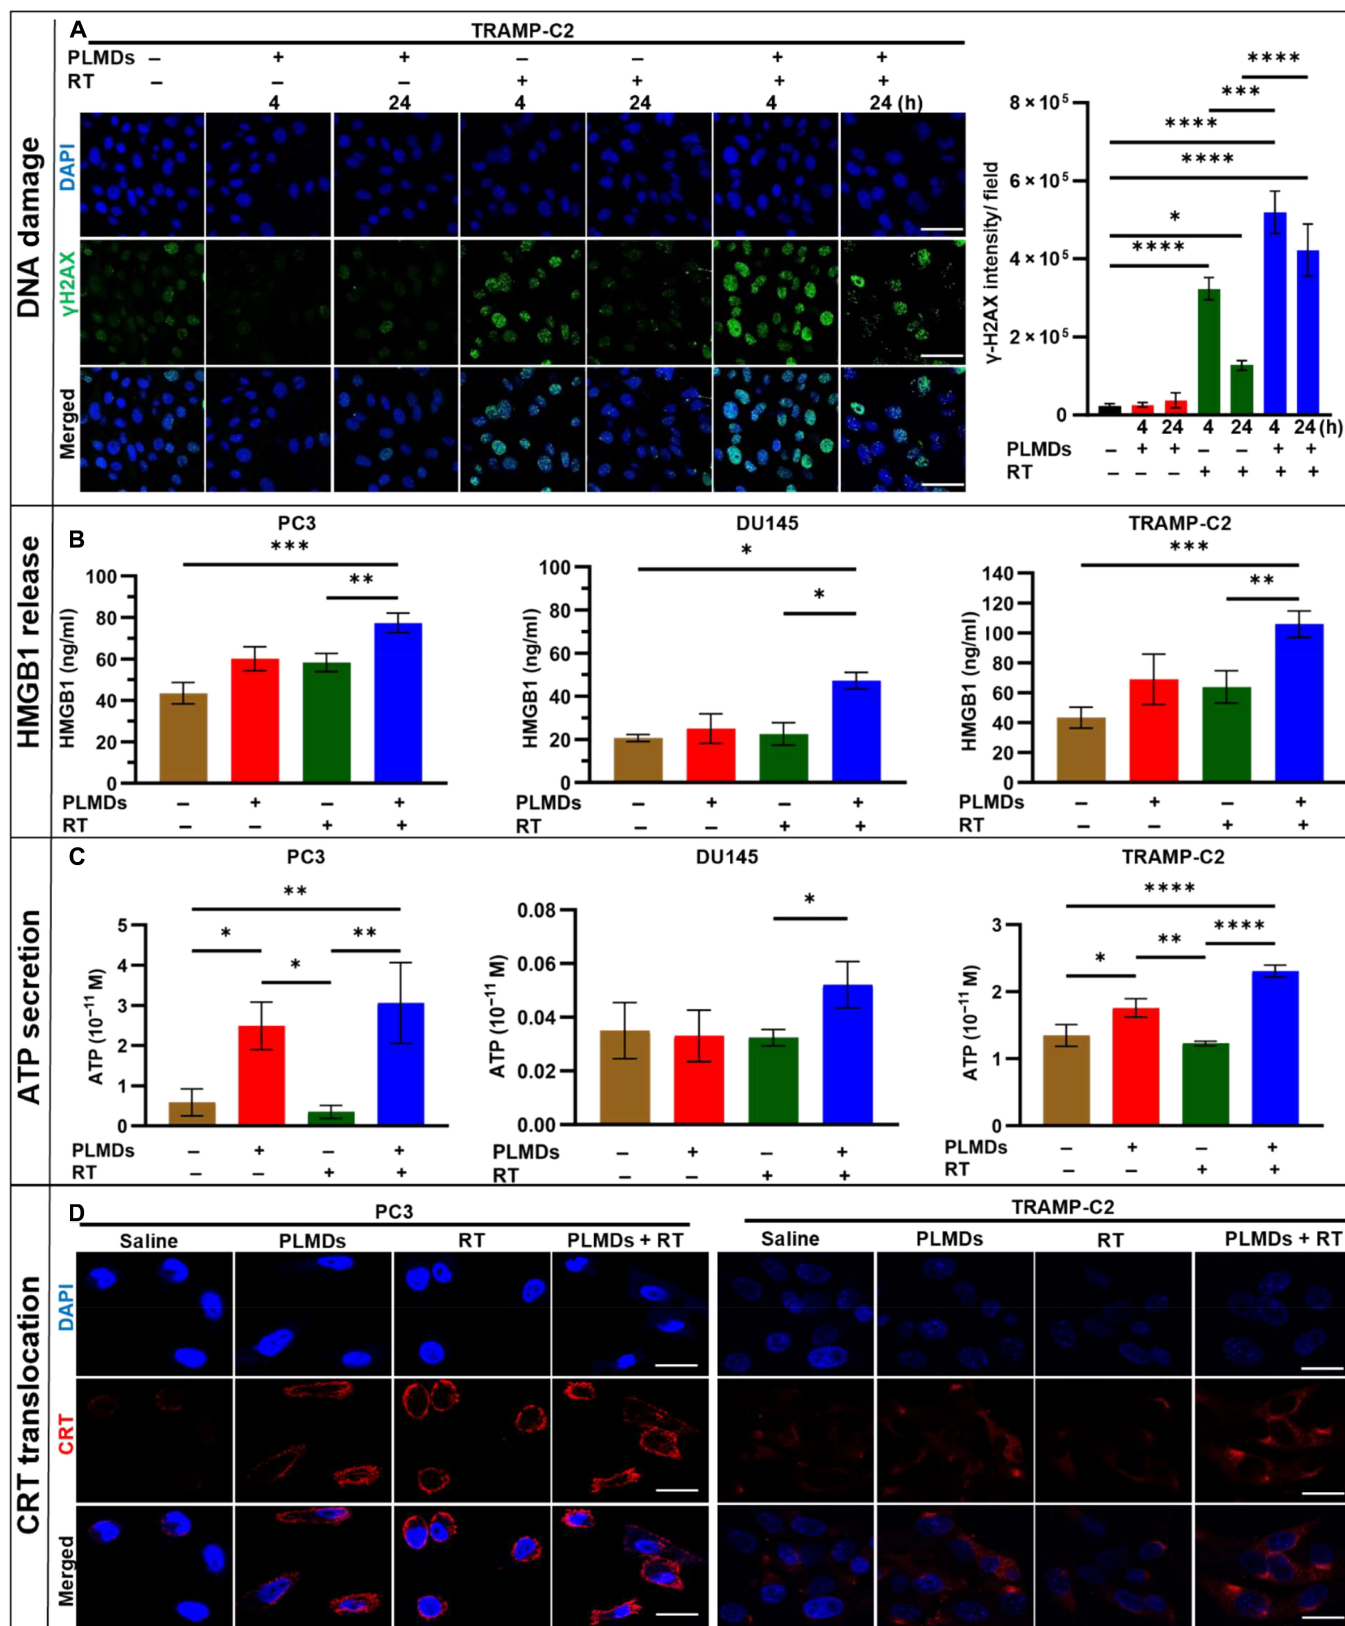 A
TRAMP-C2
PLMDs – + + – – + +
RT – – – + + + +
4 24 4 24 4 24 (h)
DNA damage
DAPI
γH2AX
Merged
**** 
***
****
****
*
****
8 × 10⁵
6 × 10⁵
4 × 10⁵
2 × 10⁵
0
γ-H2AX intensity/ field
4 24 4 24 4 24 (h)
PLMDs – + + – – + +
RT – – – + + + +
HMGB1 release
B
PC3
***
**
100
80
60
40
20
0
HMGB1 (ng/ml)
PLMDs – + – +
RT – – + +
DU145
*
*
100
80
60
40
20
0
HMGB1 (ng/ml)
PLMDs – + – +
RT – – + +
TRAMP-C2
***
**
140
120
100
80
60
40
20
0
HMGB1 (ng/ml)
PLMDs – + – +
RT – – + +
ATP secretion
C
PC3
**
* **
*
5
4
3
2
1
0
ATP (10⁻¹¹ M)
PLMDs – + – +
RT – – + +
DU145
*
0.08
0.06
0.04
0.02
0.00
ATP (10⁻¹¹ M)
PLMDs – + – +
RT – – + +
TRAMP-C2
****
* ** ****
3
2
1
0
ATP (10⁻¹¹ M)
PLMDs – + – +
RT – – + +
CRT translocation
D
PC3
Saline PLMDs RT PLMDs + RT
TRAMP-C2
Saline PLMDs RT PLMDs + RT
DAPI
CRT
Merged